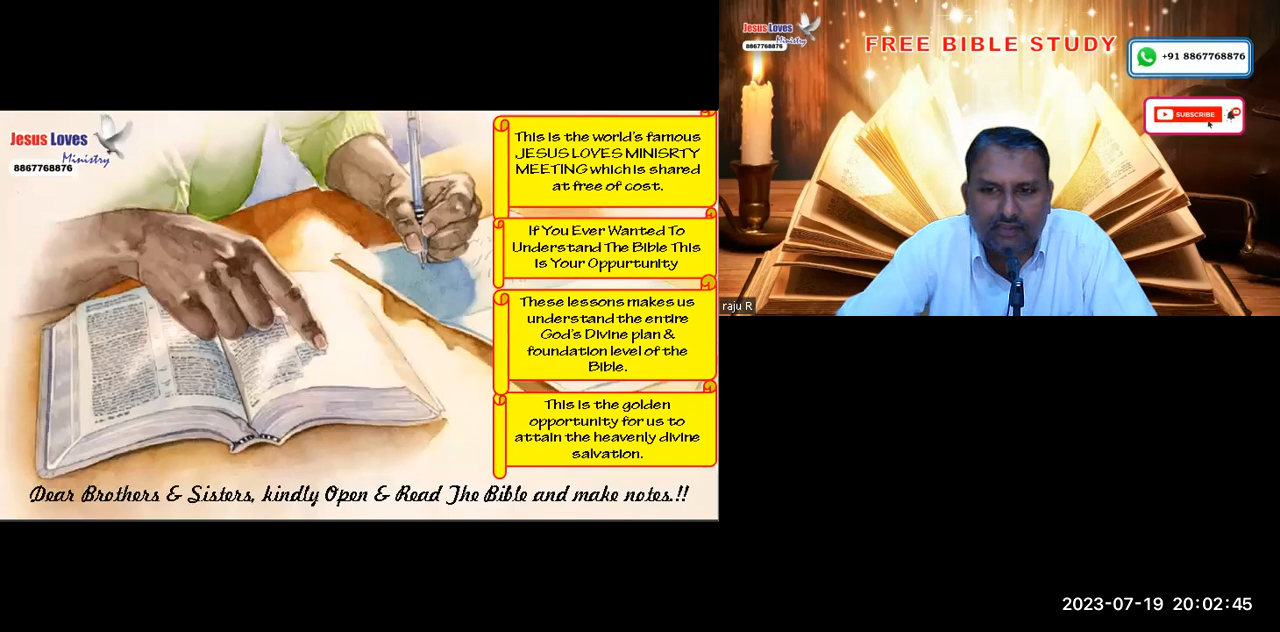 Jesus Loves
Ministry
8867768876
This is the world's famous
JESUS LOVES MINISRTY
MEETING which is shared
at free of cost.
If You Ever Wanted To
Understand The Bible This
Is Your Oppurtunity
These lessons makes us
understand the entire
God's Divine plan &
foundation level of the
Bible.
This is the golden
opportunity for us to
attain the heavenly divine
salvation.
Dear Brothers & Sisters, kindly Open & Read The Bible and make notes.!!
Jesus Loves
Ministry
8867768876
FREE BIBLE STUDY
+91 8867768876
SUBSCRIBE
raju R
2023-07-19 20:02:45